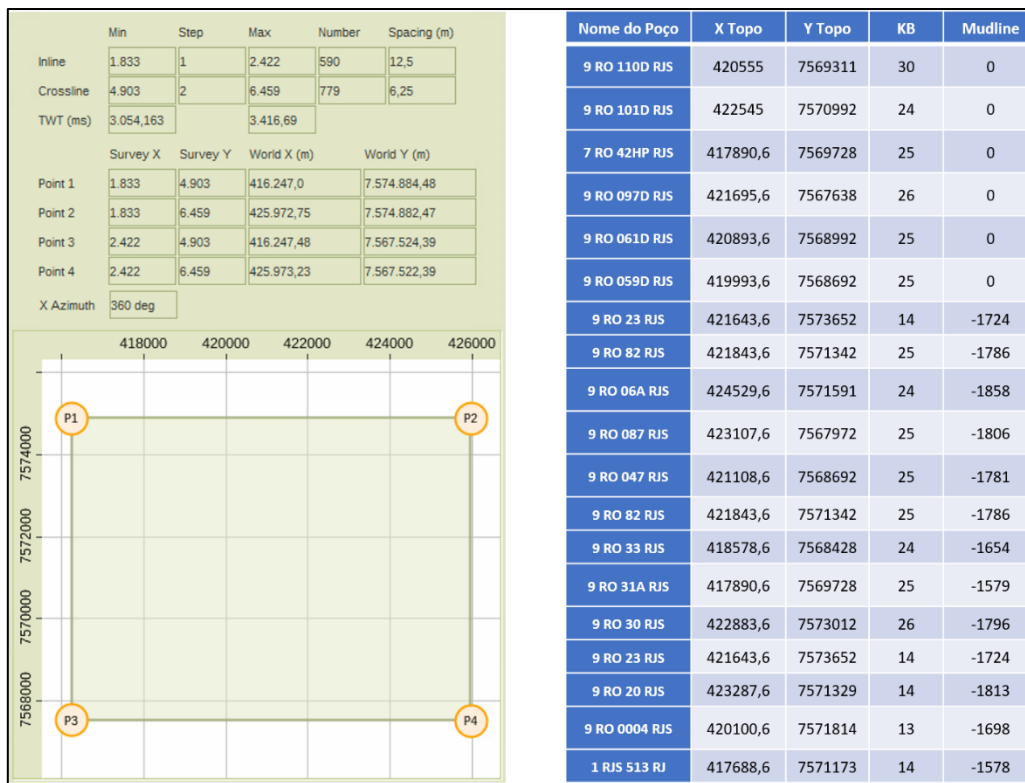 Min Step Max Number Spacing (m)
Inline 1.833 1 2.422 590 12,5
Crossline 4.903 2 6.459 779 6,25
TWT (ms) 3.054,163 3.416,69
Survey X Survey Y World X (m) World Y (m)
Point 1 1.833 4.903 416.247,0 7.574.884,48
Point 2 1.833 6.459 425.972,75 7.574.882,47
Point 3 2.422 4.903 416.247,48 7.567.524,39
Point 4 2.422 6.459 425.973,23 7.567.522,39
X Azimuth 360 deg
418000 420000 422000 424000 426000
P1 P2
7574000
7572000
7570000
7568000
P3 P4
Nome do Poço X Topo Y Topo KB Mudline
9 RO 110D RJS 420555 7569311 30 0
9 RO 101D RJS 422545 7570992 24 0
7 RO 42HP RJS 417890,6 7569728 25 0
9 RO 097D RJS 421695,6 7567638 26 0
9 RO 061D RJS 420893,6 7568992 25 0
9 RO 059D RJS 419993,6 7568692 25 0
9 RO 23 RJS 421643,6 7573652 14 -1724
9 RO 82 RJS 421843,6 7571342 25 -1786
9 RO 06A RJS 424529,6 7571591 24 -1858
9 RO 087 RJS 423107,6 7567972 25 -1806
9 RO 047 RJS 421108,6 7568692 25 -1781
9 RO 82 RJS 421843,6 7571342 25 -1786
9 RO 33 RJS 418578,6 7568428 24 -1654
9 RO 31A RJS 417890,6 7569728 25 -1579
9 RO 30 RJS 422883,6 7573012 26 -1796
9 RO 23 RJS 421643,6 7573652 14 -1724
9 RO 20 RJS 423287,6 7571329 14 -1813
9 RO 0004 RJS 420100,6 7571814 13 -1698
1 RJS 513 RJ 417688,6 7571173 14 -1578